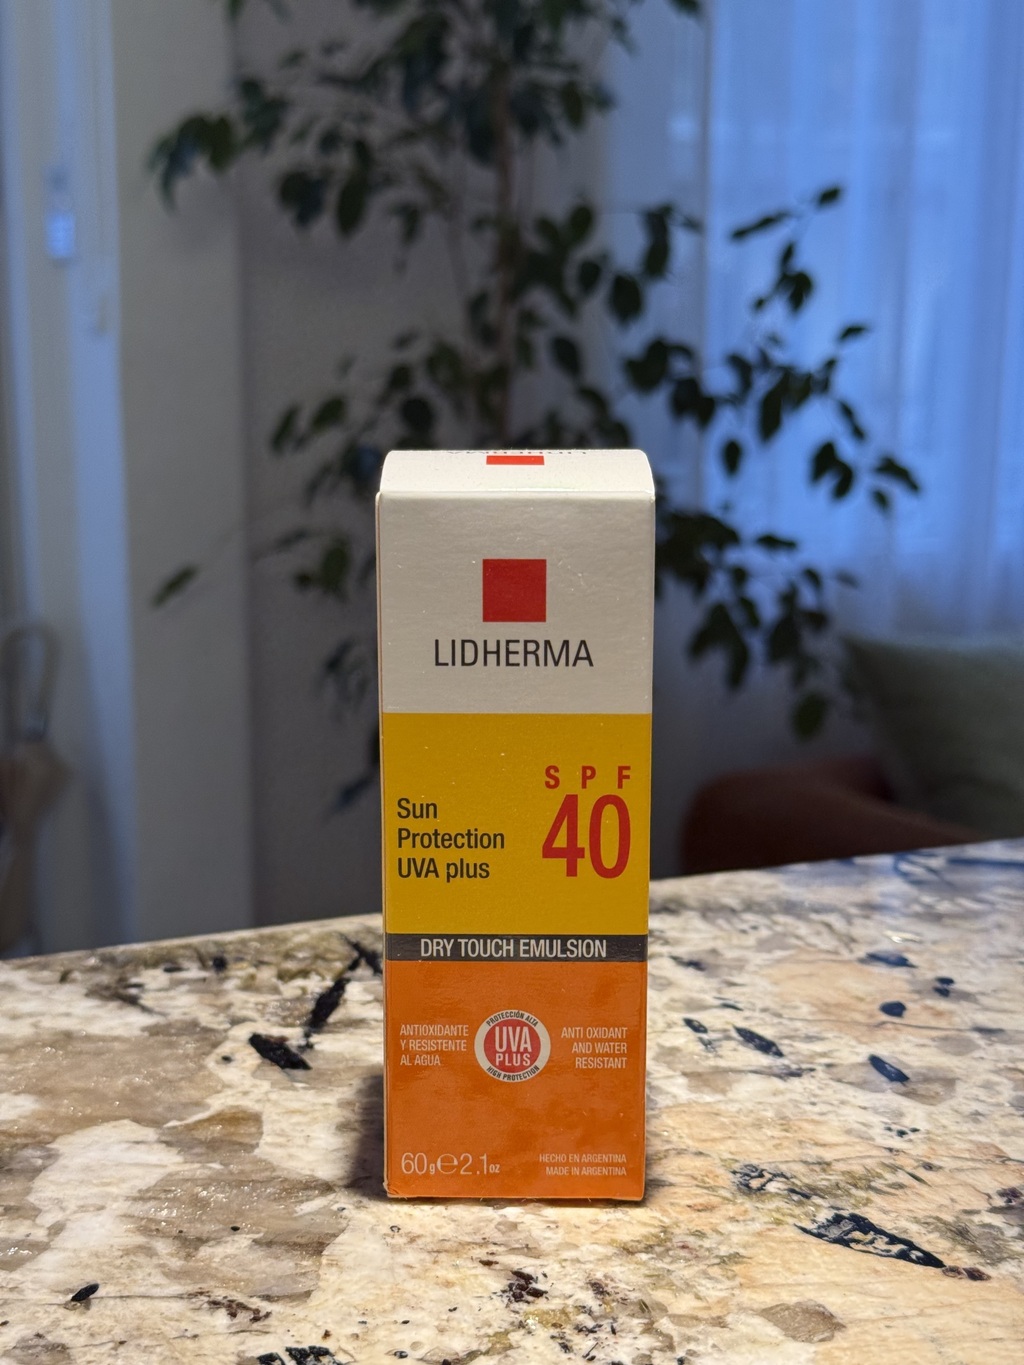 LIDHERMA
LIDHERMA
SPF
40
Sun
Protection
UVA plus
DRY TOUCH EMULSION
ANTIOXIDANTE
Y RESISTENTE
AL AGUA
PROTECCIÓN ALTA
UVA
PLUS
HIGH PROTECTION
ANTI OXIDANT
AND WATER
RESISTANT
60g℮2.1oz
HECHO EN ARGENTINA
MADE IN ARGENTINA